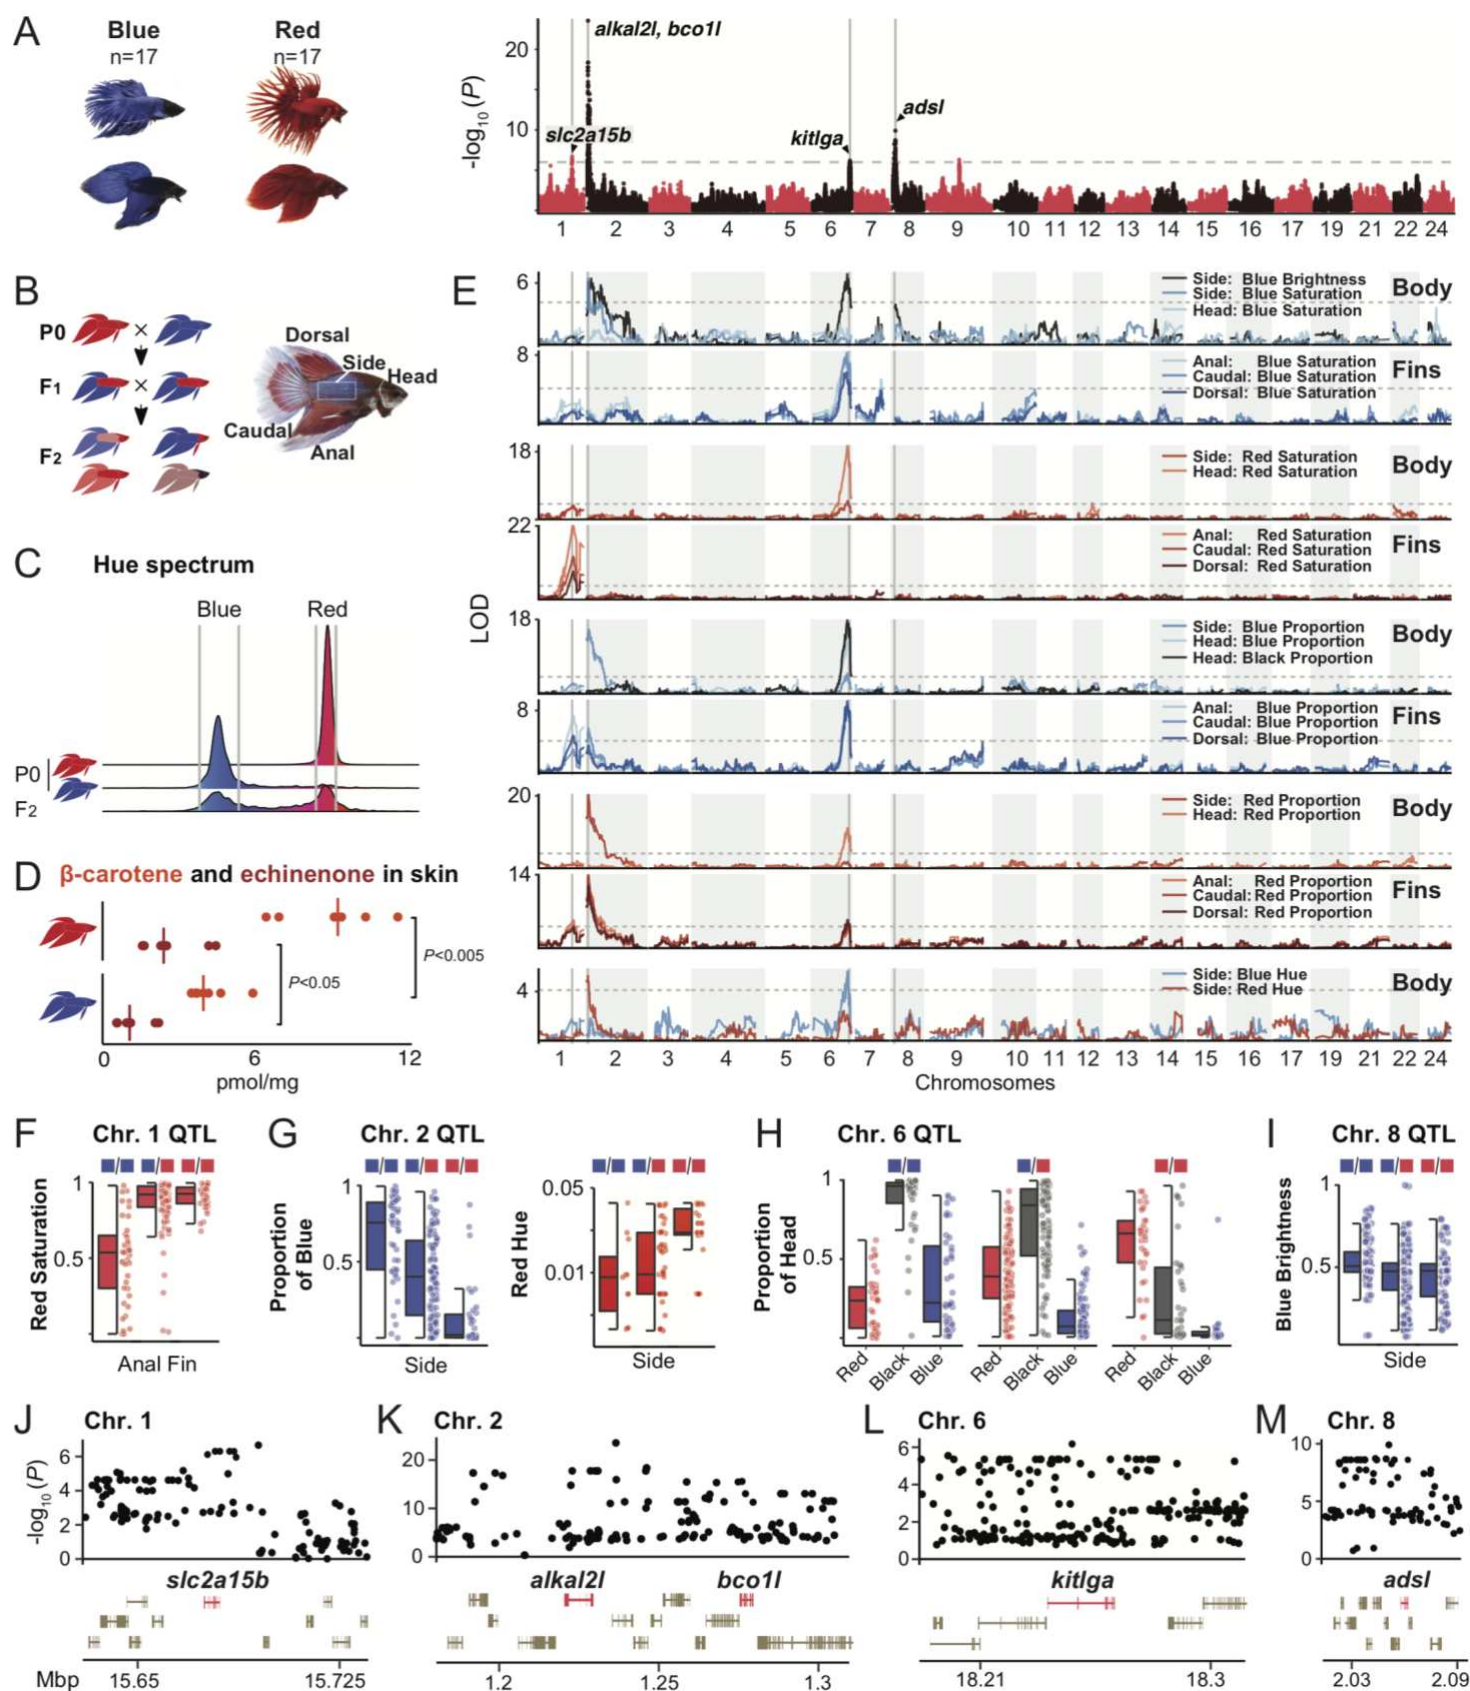 A
Blue
n=17
Red
n=17
-log10(P)
20
10
alkal2l, bco1l
slc2a15b
kitlga
adsl
1 2 3 4 5 6 7 8 9 10 11 12 13 14 15 16 17 19 21 22 24
B
P0
×
F1
×
F2
Dorsal
Side
Head
Caudal
Anal
C
Hue spectrum
Blue
Red
P0
F2
D
β-carotene and echinenone in skin
P<0.005
P<0.05
0 6 12
pmol/mg
E
LOD
6
Side: Blue Brightness
Side: Blue Saturation
Head: Blue Saturation
Body
8
Anal: Blue Saturation
Caudal: Blue Saturation
Dorsal: Blue Saturation
Fins
18
Side: Red Saturation
Head: Red Saturation
Body
22
Anal: Red Saturation
Caudal: Red Saturation
Dorsal: Red Saturation
Fins
18
Side: Blue Proportion
Head: Blue Proportion
Head: Black Proportion
Body
8
Anal: Blue Proportion
Caudal: Blue Proportion
Dorsal: Blue Proportion
Fins
20
Side: Red Proportion
Head: Red Proportion
Body
14
Anal: Red Proportion
Caudal: Red Proportion
Dorsal: Red Proportion
Fins
4
Side: Blue Hue
Side: Red Hue
Body
1 2 3 4 5 6 7 8 9 10 11 12 13 14 15 16 17 19 21 22 24
Chromosomes
F
Chr. 1 QTL
/ / /
Red Saturation
1
0.5
Anal Fin
G
Chr. 2 QTL
/ / /
Proportion
of Blue
1
0.5
Side
/ / /
Red Hue
0.05
0.01
Side
H
Chr. 6 QTL
/ / /
Proportion
of Head
1
0.5
Red Black Blue
Red Black Blue
Red Black Blue
I
Chr. 8 QTL
/ / /
Blue Brightness
1
0.5
Side
J
Chr. 1
-log10(P)
6
4
2
0
slc2a15b
Mbp
15.65 15.725
K
Chr. 2
20
10
0
alkal2l bco1l
1.2 1.25 1.3
L
Chr. 6
6
4
2
0
kitlga
18.21 18.3
M
Chr. 8
10
5
0
adsl
2.03 2.09